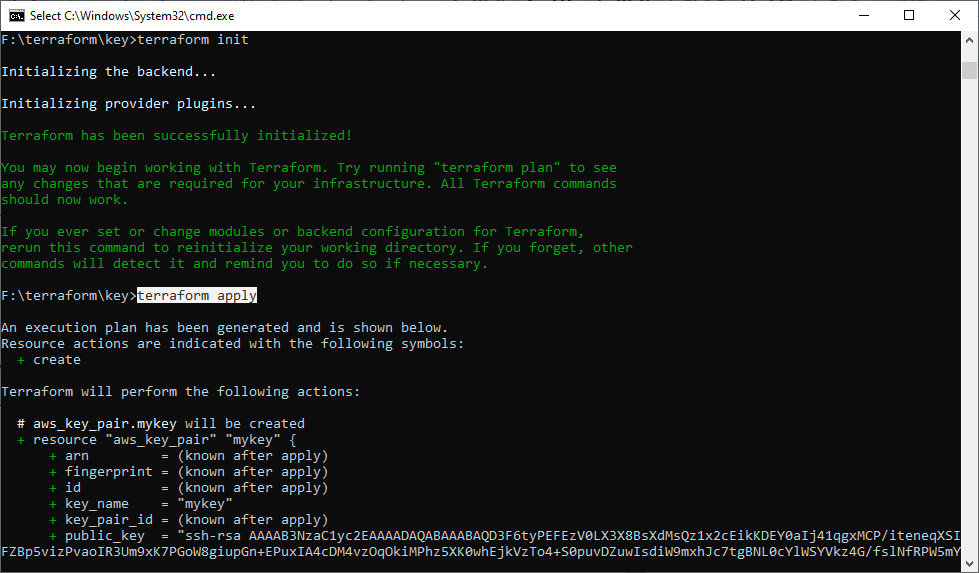 Select C:\Windows\System32\cmd.exe
F:\terraform\key>terraform init
Initializing the backend...
Initializing provider plugins...
Terraform has been successfully initialized!
You may now begin working with Terraform. Try running "terraform plan" to see
any changes that are required for your infrastructure. All Terraform commands
should now work.
If you ever set or change modules or backend configuration for Terraform,
rerun this command to reinitialize your working directory. If you forget, other
commands will detect it and remind you to do so if necessary.
F:\terraform\key>terraform apply
An execution plan has been generated and is shown below.
Resource actions are indicated with the following symbols:
+ create
Terraform will perform the following actions:
# aws_key_pair.mykey will be created
+ resource "aws_key_pair" "mykey" {
+ arn         = (known after apply)
+ fingerprint = (known after apply)
+ id          = (known after apply)
+ key_name    = "mykey"
+ key_pair_id = (known after apply)
+ public_key  = "ssh-rsa AAAAB3NzaC1yc2EAAAADAQABAAABAQD3F6tyPEFEzV0LX3X8BsXdMsQz1x2cEikKDEY0aIj41qgxMCP/iteneqXSI
FZBp5vizPvaoIR3Um9xK7PGoW8giupGn+EPuxIA4cDM4vzOqOkiMPhz5XK0whEjkVzTo4+S0puvDZuwIsdiW9mxhJc7tgBNL0cYlWSYVkz4G/fslNfRPW5mY